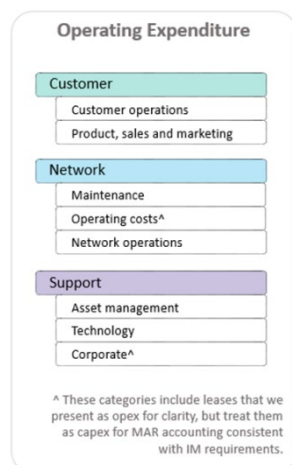 Operating Expenditure
Customer
Customer operations
Product, sales and marketing
Network
Maintenance
Operating costs^
Network operations
Support
Asset management
Technology
Corporate^
^ These categories include leases that we
present as opex for clarity, but treat them
as capex for MAR accounting consistent
with IM requirements.